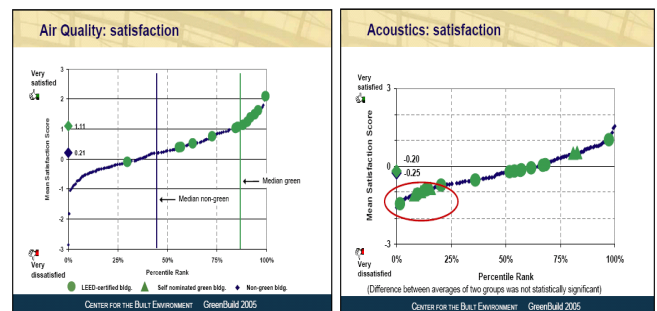 Air Quality: satisfaction
Very
satisfied
3
2
1
0
-1
-2
-3
1.11
0.21
Mean Satisfaction Score
Median green
Median non-green
Very
dissatisfied
0%
25%
50%
75%
100%
Percentile Rank
LEED-certified bldg.
Self nominated green bldg.
Non-green bldg.
CENTER FOR THE BUILT ENVIRONMENT GreenBuild 2005
Acoustics: satisfaction
Very
satisfied
3
0
-3
-0.20
-0.25
Mean Satisfaction Score
Very
dissatisfied
0%
25%
50%
75%
100%
Percentile Rank
(Difference between averages of two groups was not statistically significant)
CENTER FOR THE BUILT ENVIRONMENT GreenBuild 2005